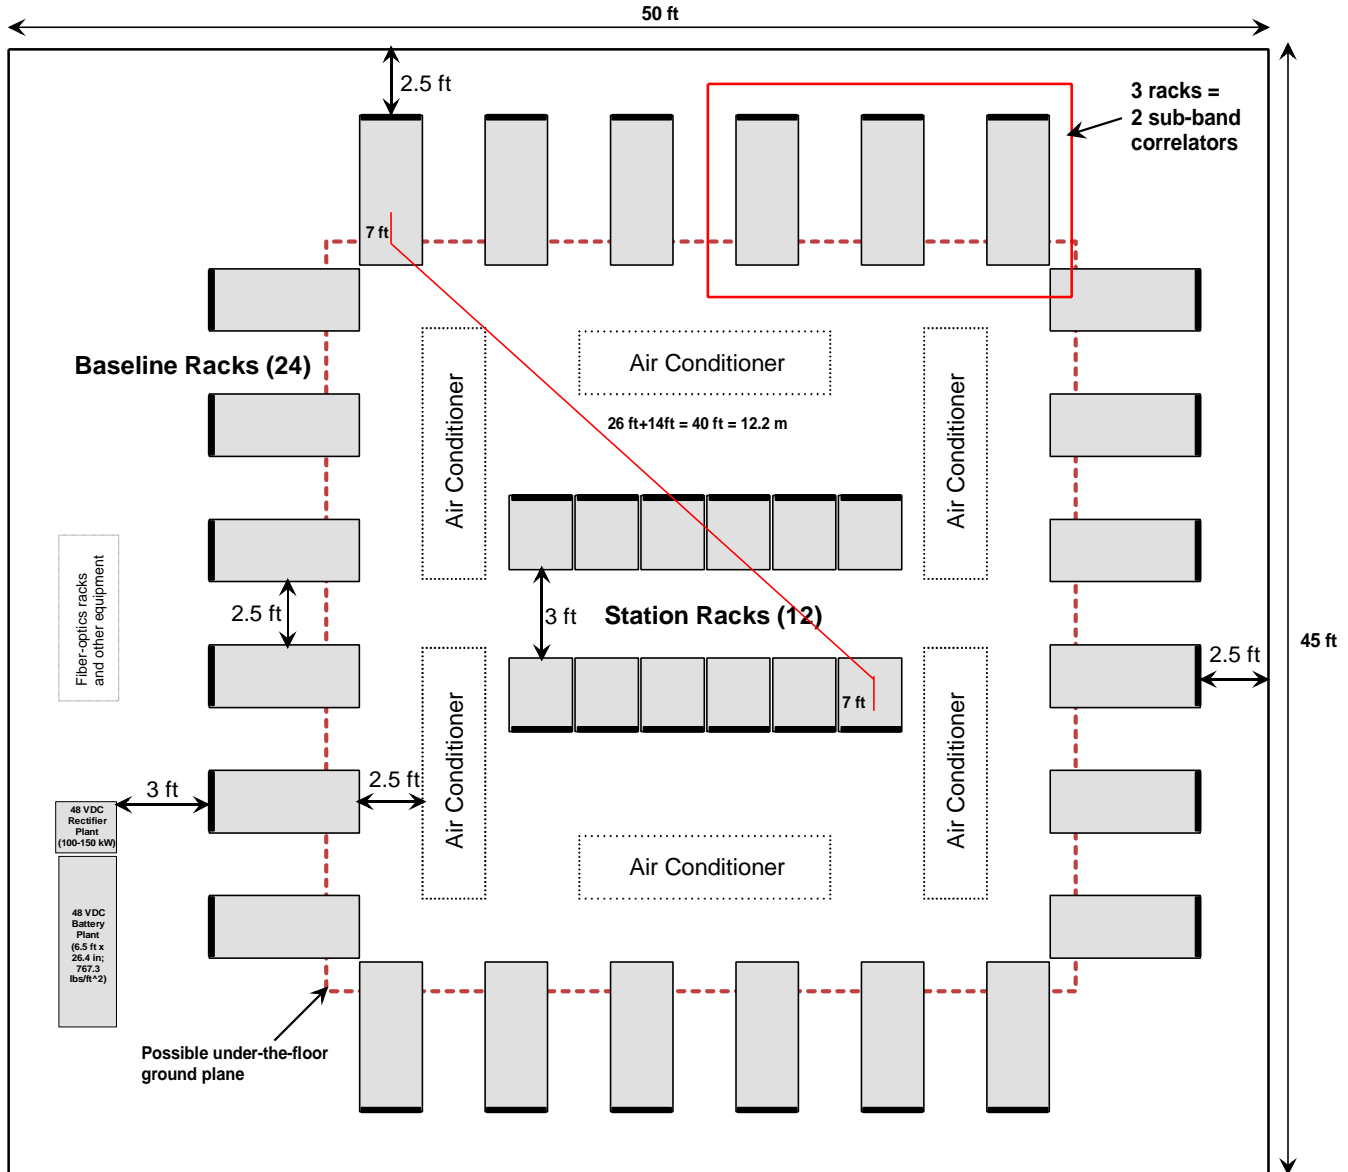 50 ft
2.5 ft
3 racks =
2 sub-band
correlators
7 ft
Baseline Racks (24)
Air Conditioner
Air Conditioner
Air Conditioner
26 ft+14ft = 40 ft = 12.2 m
Fiber-optics racks
and other equipment
2.5 ft
3 ft
Station Racks (12)
45 ft
2.5 ft
7 ft
Air Conditioner
Air Conditioner
3 ft
2.5 ft
48 VDC
Rectifier
Plant
(100-150 kW)
Air Conditioner
48 VDC
Battery
Plant
(6.5 ft x
26.4 in;
767.3
lbs/ft^2)
Possible under-the-floor
ground plane